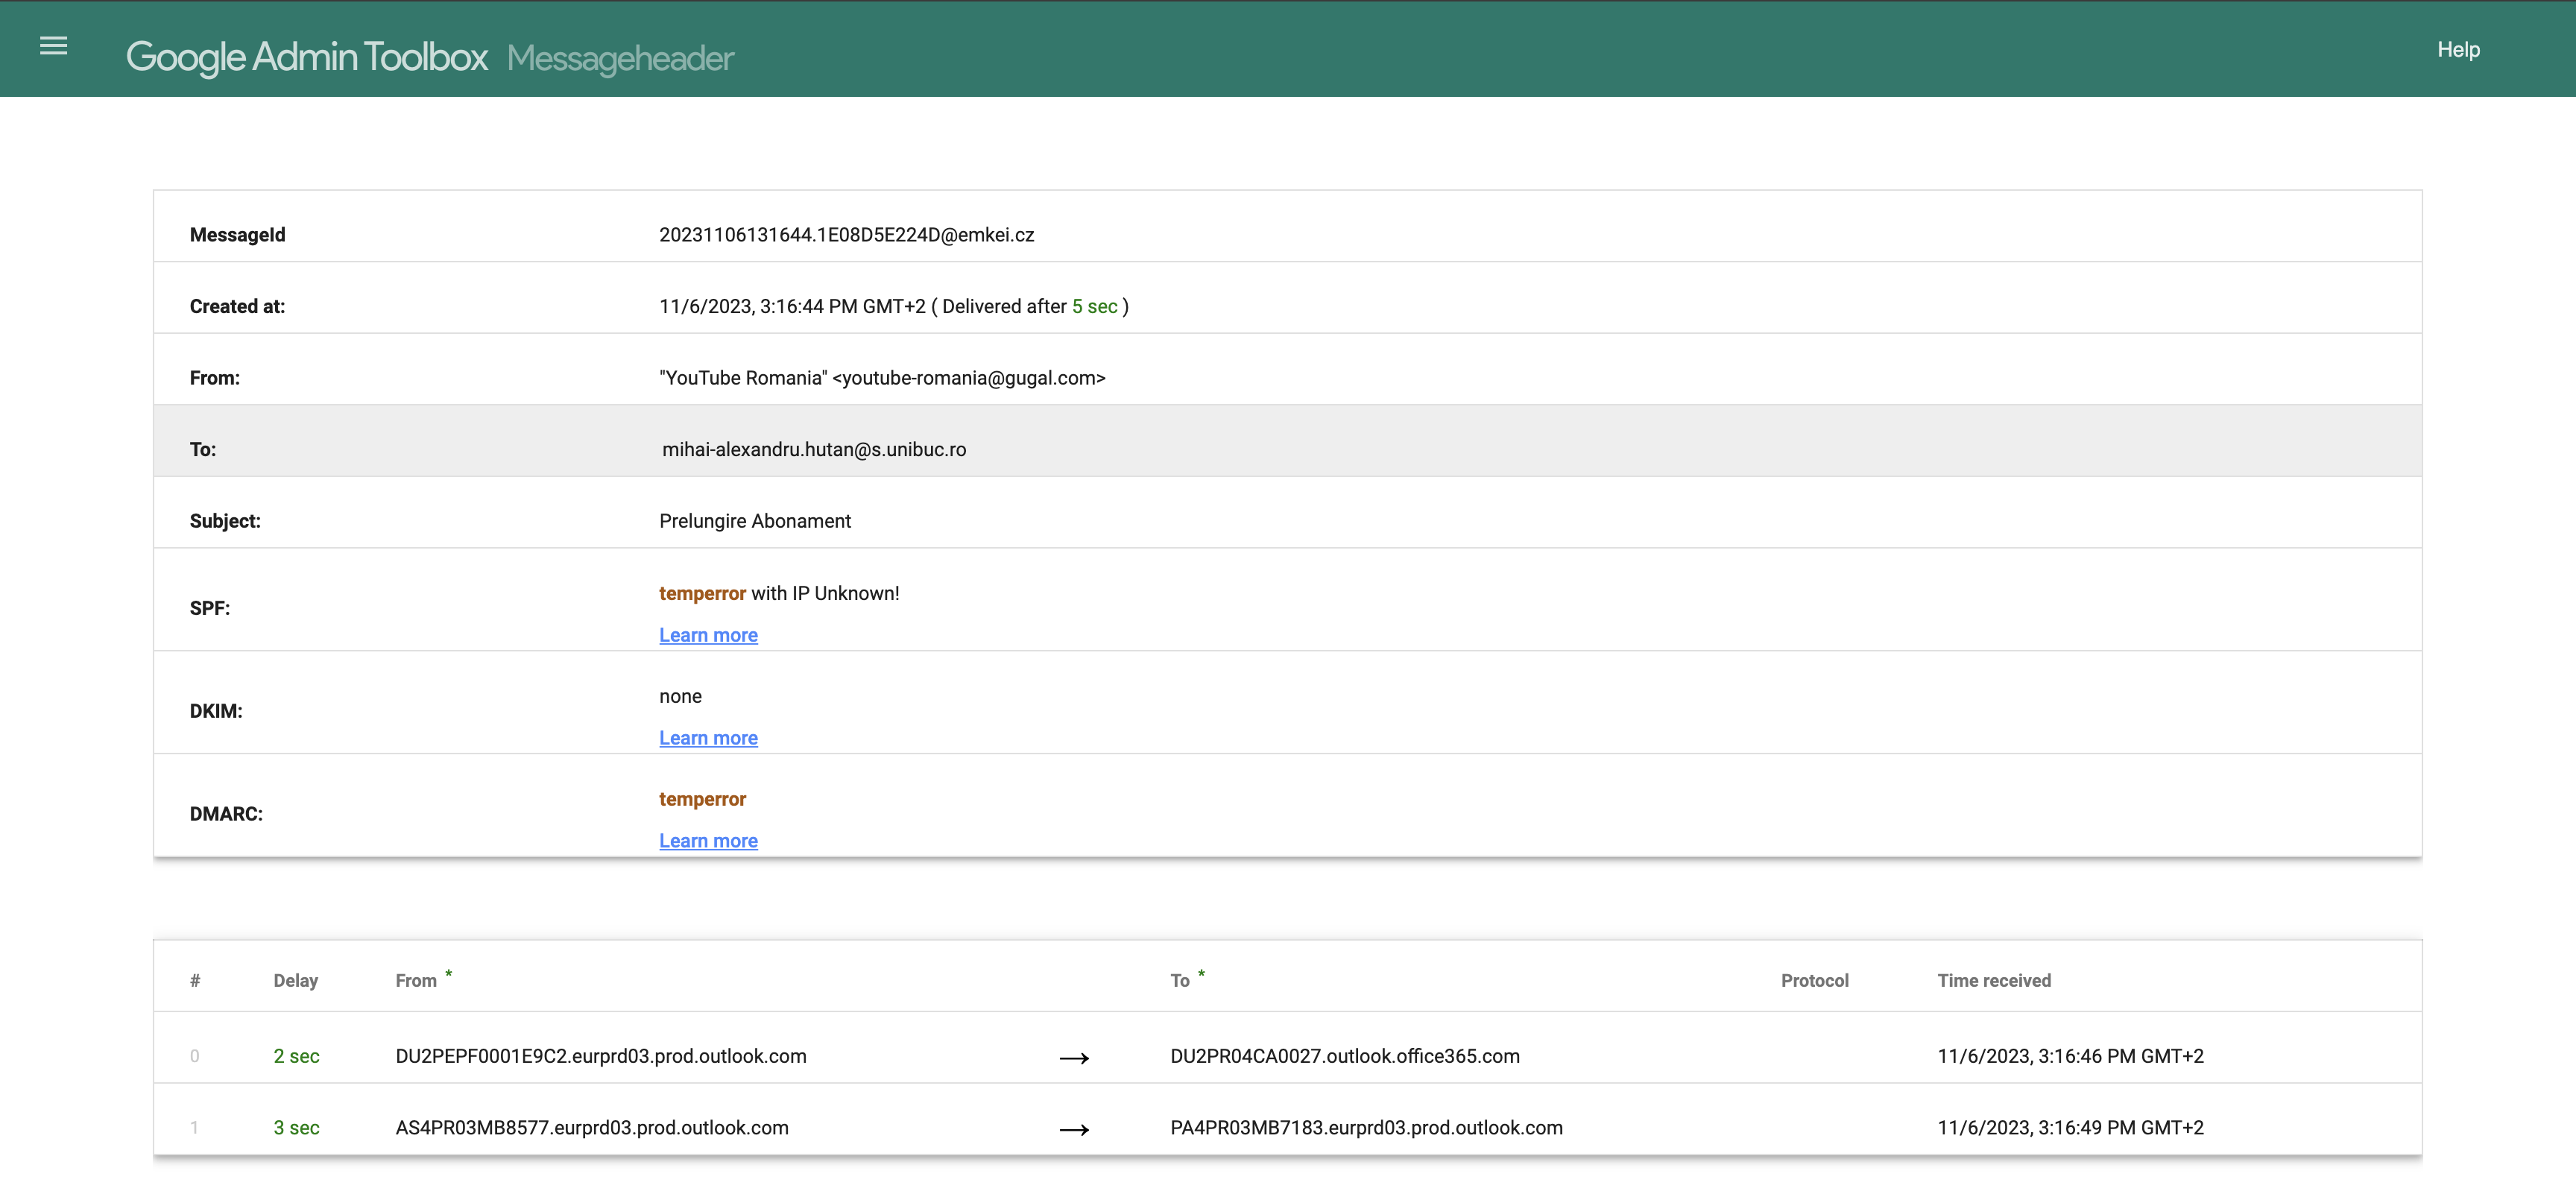 Google Admin Toolbox Messageheader Help
MessageId 20231106131644.1E08D5E224D@emkei.cz
Created at: 11/6/2023, 3:16:44 PM GMT+2 ( Delivered after 5 sec )
From: "YouTube Romania" <youtube-romania@gugal.com>
To: mihai-alexandru.hutan@s.unibuc.ro
Subject: Prelungire Abonament
SPF: temperror with IP Unknown!
Learn more
DKIM: none
Learn more
DMARC: temperror
Learn more
# Delay From * To * Protocol Time received
0 2 sec DU2PEPF0001E9C2.eurprd03.prod.outlook.com → DU2PR04CA0027.outlook.office365.com 11/6/2023, 3:16:46 PM GMT+2
1 3 sec AS4PR03MB8577.eurprd03.prod.outlook.com → PA4PR03MB7183.eurprd03.prod.outlook.com 11/6/2023, 3:16:49 PM GMT+2